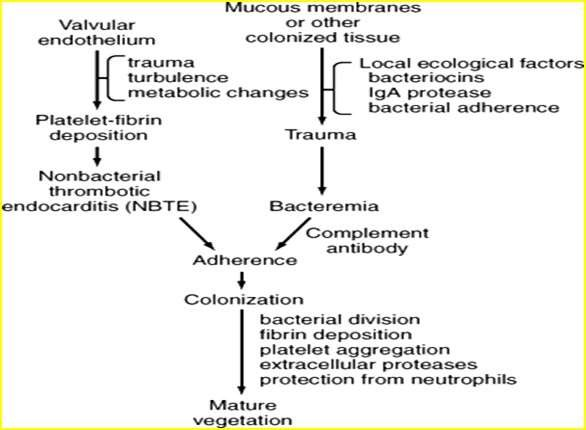 Valvular
endothelium
trauma
turbulence
metabolic changes
Platelet-fibrin
deposition
Nonbacterial
thrombotic
endocarditis (NBTE)
Mucous membranes
or other
colonized tissue
Local ecological factors
bacteriocins
IgA protease
bacterial adherence
Trauma
Bacteremia
Complement
antibody
Adherence
Colonization
bacterial division
fibrin deposition
platelet aggregation
extracellular proteases
protection from neutrophils
Mature
vegetation